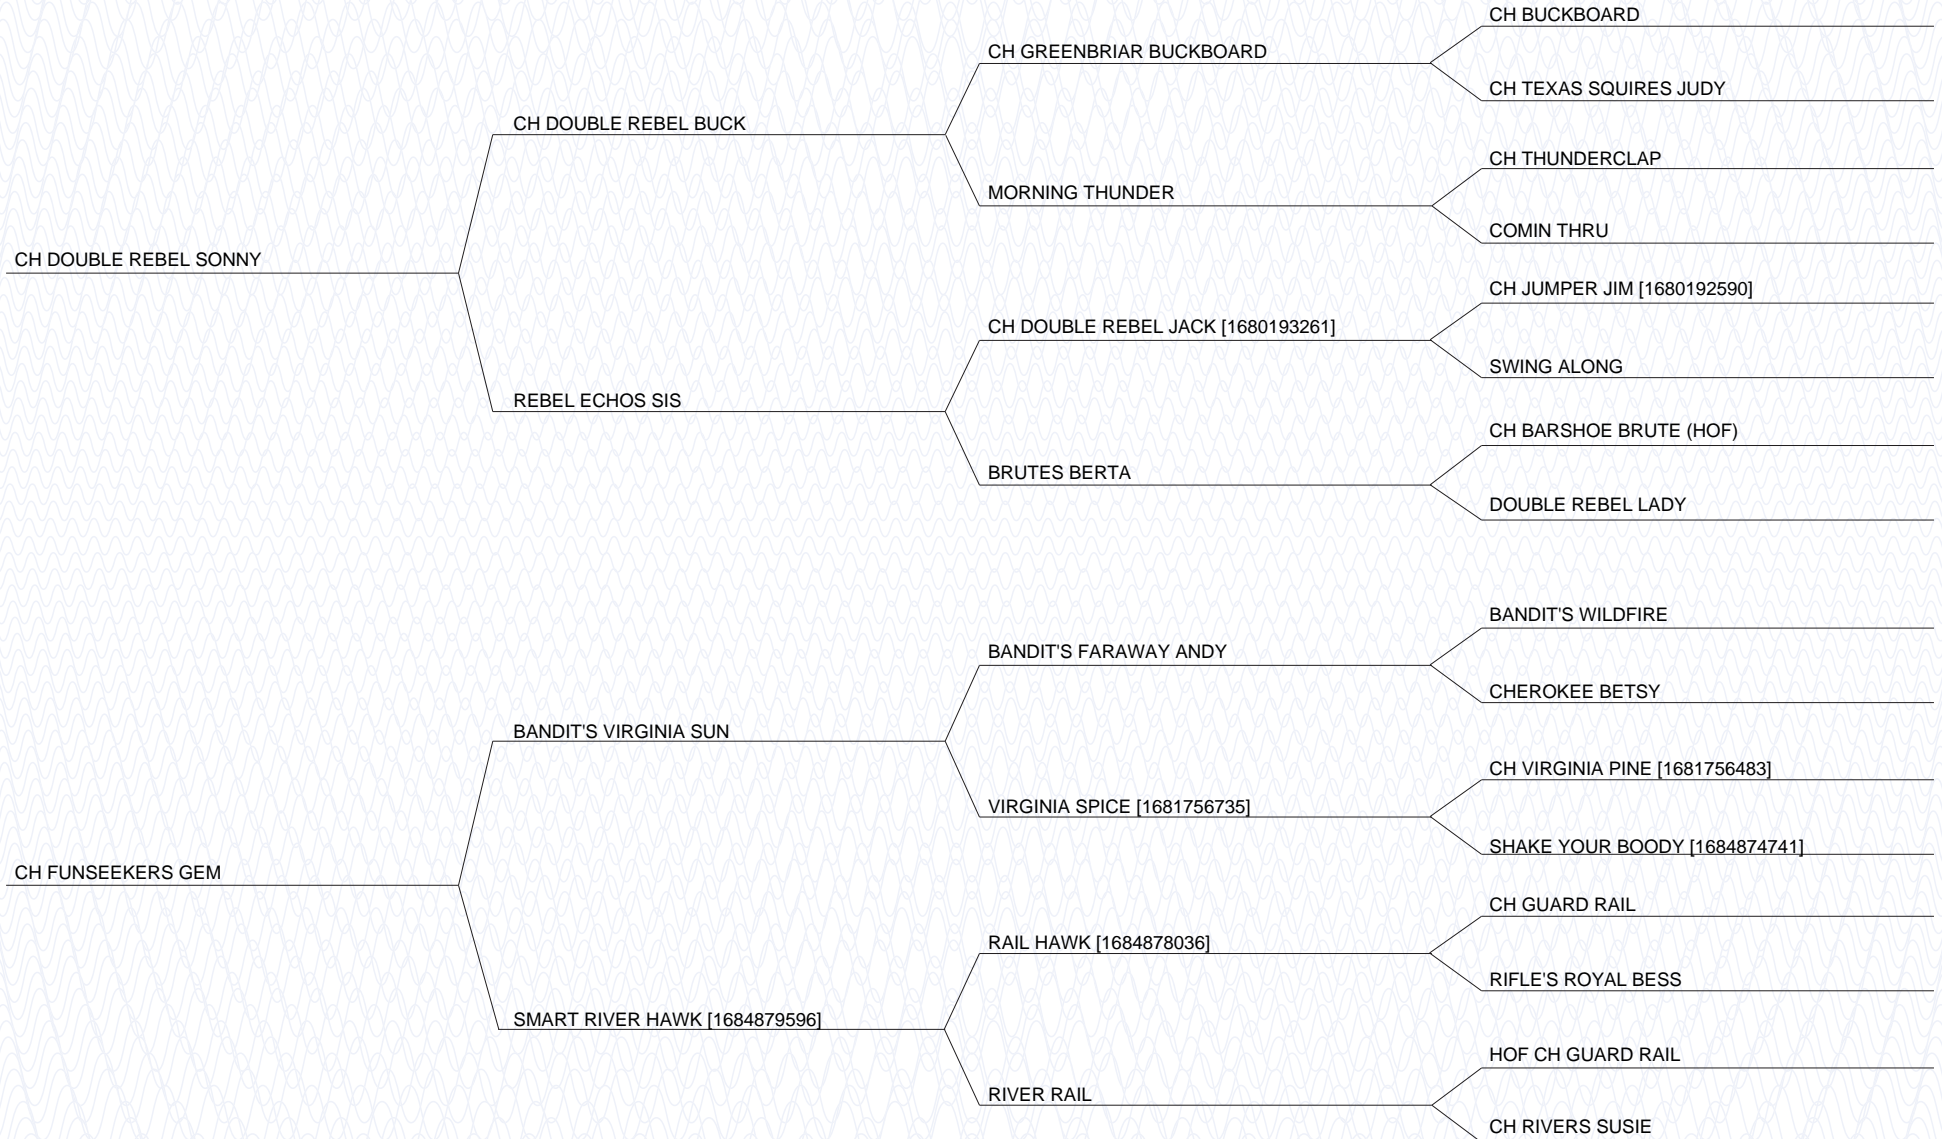 CH BUCKBOARD
CH GREENBRIAR BUCKBOARD
CH TEXAS SQUIRES JUDY
CH DOUBLE REBEL BUCK
CH THUNDERCLAP
MORNING THUNDER
COMIN THRU
CH DOUBLE REBEL SONNY
CH JUMPER JIM [1680192590]
CH DOUBLE REBEL JACK [1680193261]
SWING ALONG
REBEL ECHOS SIS
CH BARSHOE BRUTE (HOF)
BRUTES BERTA
DOUBLE REBEL LADY
BANDIT'S WILDFIRE
BANDIT'S FARAWAY ANDY
CHEROKEE BETSY
BANDIT'S VIRGINIA SUN
CH VIRGINIA PINE [1681756483]
VIRGINIA SPICE [1681756735]
SHAKE YOUR BOODY [1684874741]
CH FUNSEEKERS GEM
CH GUARD RAIL
RAIL HAWK [1684878036]
RIFLE'S ROYAL BESS
SMART RIVER HAWK [1684879596]
HOF CH GUARD RAIL
RIVER RAIL
CH RIVERS SUSIE